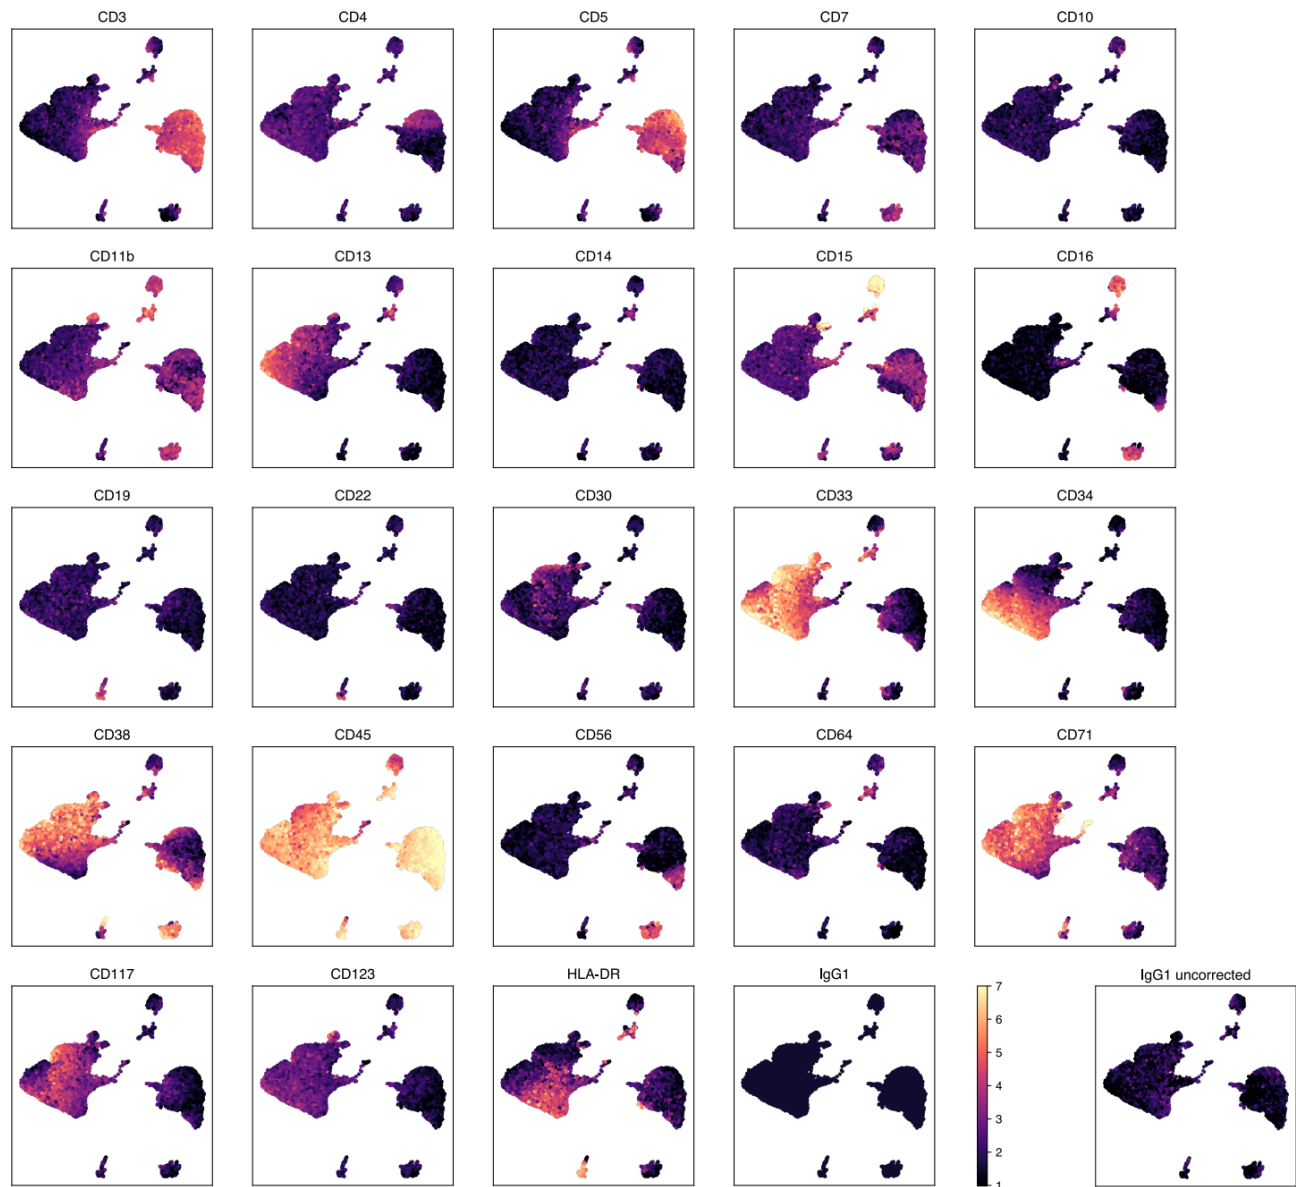 CD3 CD4 CD5 CD7 CD10
CD11b CD13 CD14 CD15 CD16
CD19 CD22 CD30 CD33 CD34
CD38 CD45 CD56 CD64 CD71
CD117 CD123 HLA-DR IgG1 IgG1 uncorrected
7
6
5
4
3
2
1